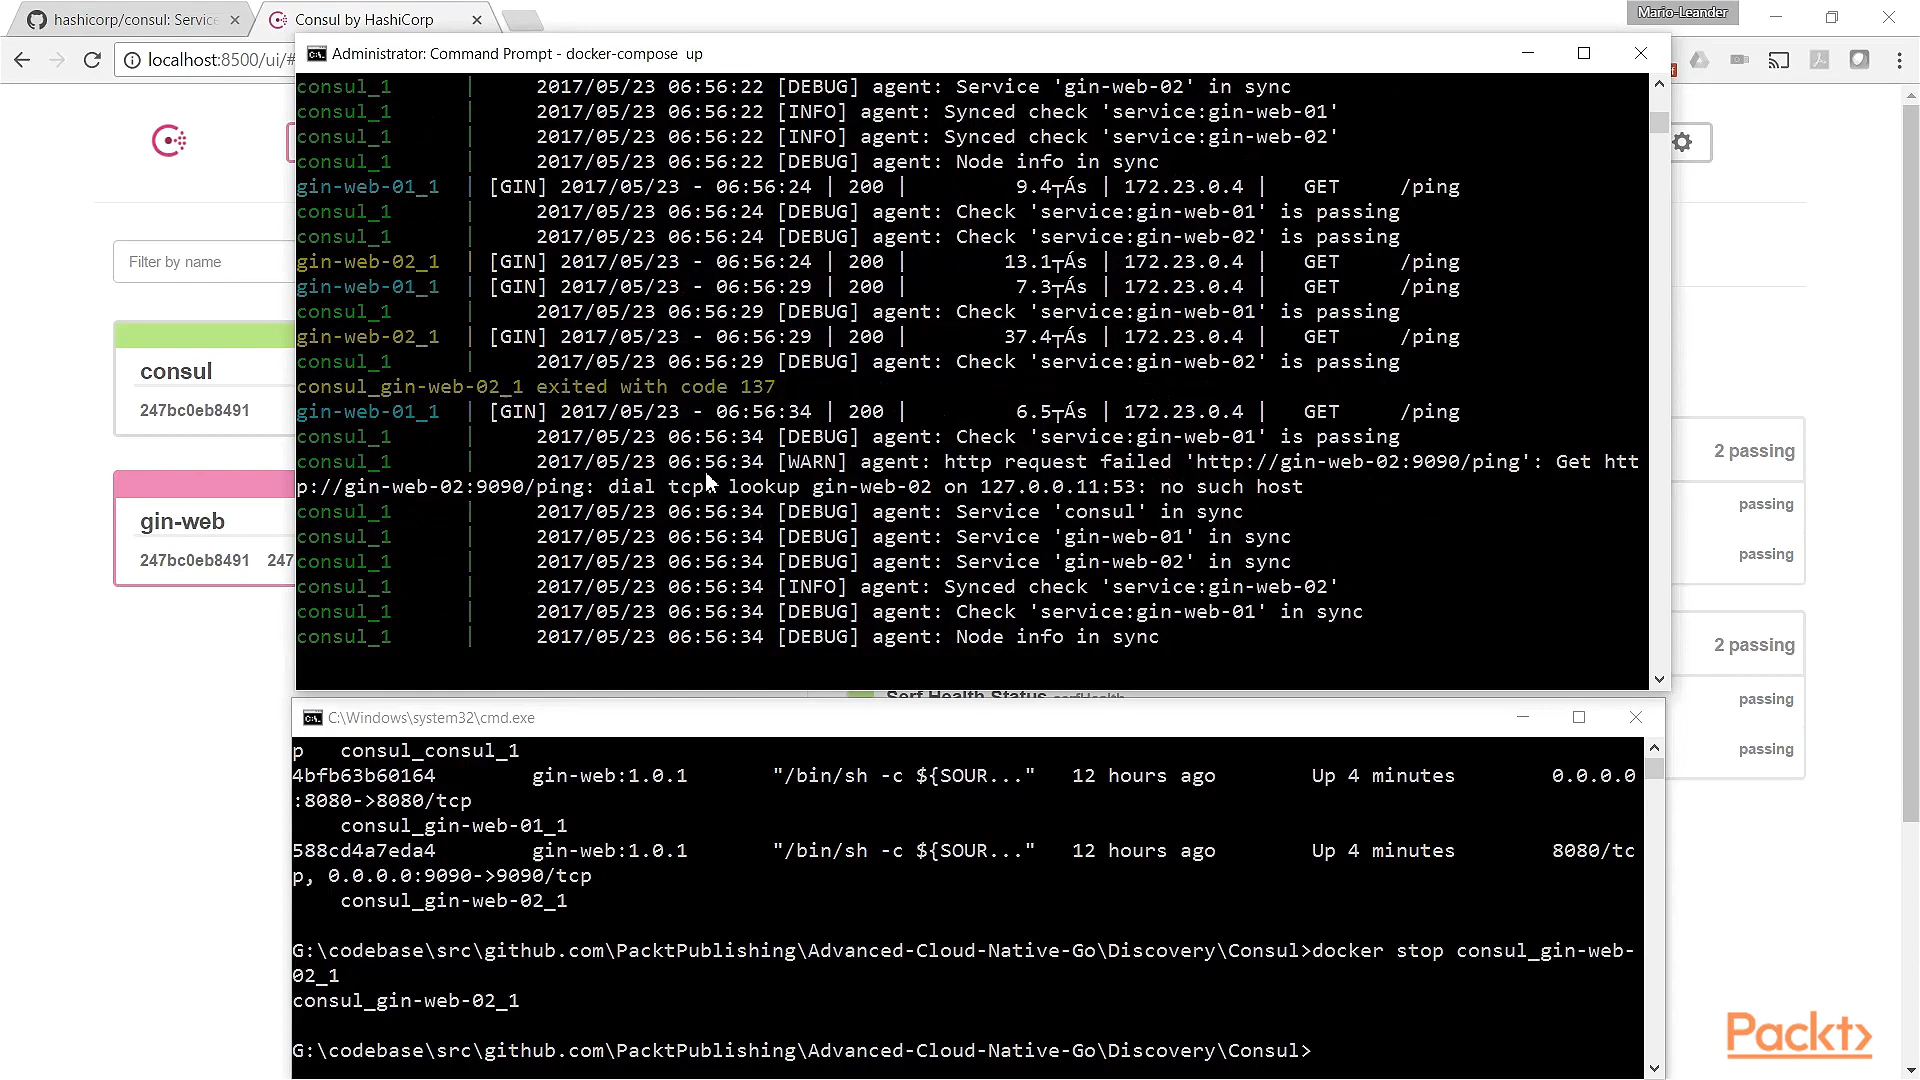 hashicorp/consul: Service
Consul by HashiCorp
Mario-Leander
localhost:8500/ui/#
Administrator: Command Prompt - docker-compose  up
consul_1      |     2017/05/23 06:56:22 [DEBUG] agent: Service 'gin-web-02' in sync
consul_1      |     2017/05/23 06:56:22 [INFO] agent: Synced check 'service:gin-web-01'
consul_1      |     2017/05/23 06:56:22 [INFO] agent: Synced check 'service:gin-web-02'
consul_1      |     2017/05/23 06:56:22 [DEBUG] agent: Node info in sync
gin-web-01_1  | [GIN] 2017/05/23 - 06:56:24 | 200 |         9.4┬Ás | 172.23.0.4 |   GET     /ping
consul_1      |     2017/05/23 06:56:24 [DEBUG] agent: Check 'service:gin-web-01' is passing
consul_1      |     2017/05/23 06:56:24 [DEBUG] agent: Check 'service:gin-web-02' is passing
gin-web-02_1  | [GIN] 2017/05/23 - 06:56:24 | 200 |        13.1┬Ás | 172.23.0.4 |   GET     /ping
gin-web-01_1  | [GIN] 2017/05/23 - 06:56:29 | 200 |         7.3┬Ás | 172.23.0.4 |   GET     /ping
consul_1      |     2017/05/23 06:56:29 [DEBUG] agent: Check 'service:gin-web-01' is passing
gin-web-02_1  | [GIN] 2017/05/23 - 06:56:29 | 200 |        37.4┬Ás | 172.23.0.4 |   GET     /ping
consul_1      |     2017/05/23 06:56:29 [DEBUG] agent: Check 'service:gin-web-02' is passing
consul_gin-web-02_1 exited with code 137
gin-web-01_1  | [GIN] 2017/05/23 - 06:56:34 | 200 |         6.5┬Ás | 172.23.0.4 |   GET     /ping
consul_1      |     2017/05/23 06:56:34 [DEBUG] agent: Check 'service:gin-web-01' is passing
consul_1      |     2017/05/23 06:56:34 [WARN] agent: http request failed 'http://gin-web-02:9090/ping': Get htt
p://gin-web-02:9090/ping: dial tcp: lookup gin-web-02 on 127.0.0.11:53: no such host
consul_1      |     2017/05/23 06:56:34 [DEBUG] agent: Service 'consul' in sync
consul_1      |     2017/05/23 06:56:34 [DEBUG] agent: Service 'gin-web-01' in sync
consul_1      |     2017/05/23 06:56:34 [DEBUG] agent: Service 'gin-web-02' in sync
consul_1      |     2017/05/23 06:56:34 [INFO] agent: Synced check 'service:gin-web-02'
consul_1      |     2017/05/23 06:56:34 [DEBUG] agent: Check 'service:gin-web-01' in sync
consul_1      |     2017/05/23 06:56:34 [DEBUG] agent: Node info in sync
Filter by name
consul
247bc0eb8491
gin-web
247bc0eb8491 247
2 passing
passing
passing
2 passing
passing
passing
Serf Health Status serfHealth
C:\Windows\system32\cmd.exe
p   consul_consul_1
4bfb63b60164        gin-web:1.0.1       "/bin/sh -c ${SOUR..."   12 hours ago        Up 4 minutes        0.0.0.0
:8080->8080/tcp
consul_gin-web-01_1
588cd4a7eda4        gin-web:1.0.1       "/bin/sh -c ${SOUR..."   12 hours ago        Up 4 minutes        8080/tc
p, 0.0.0.0:9090->9090/tcp
consul_gin-web-02_1
G:\codebase\src\github.com\PacktPublishing\Advanced-Cloud-Native-Go\Discovery\Consul>docker stop consul_gin-web-
02_1
consul_gin-web-02_1
G:\codebase\src\github.com\PacktPublishing\Advanced-Cloud-Native-Go\Discovery\Consul>
Packt>